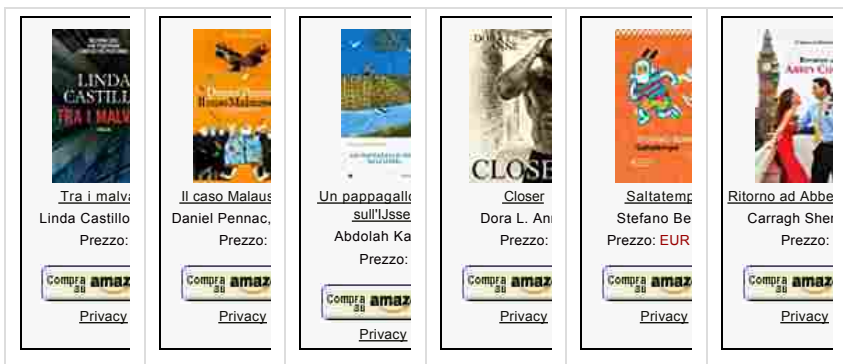 LINDA
CASTILL
TRA I MALV
Tra i malva
Linda Castillo
Prezzo:
Compra su amaz
Privacy
Il caso Malaus
Daniel Pennac,
Prezzo:
Compra su amaz
Privacy
Un pappagallo
sull'IJsse
Abdolah Ka
Prezzo:
Compra su amaz
Privacy
CLOSE
Closer
Dora L. An
Prezzo:
Compra su amaz
Privacy
Saltatempo
Saltatemp
Stefano Be
Prezzo: EUR
Compra su amaz
Privacy
Ritorno ad Abbe
Carragh Sher
Prezzo:
Compra su amaz
Privacy